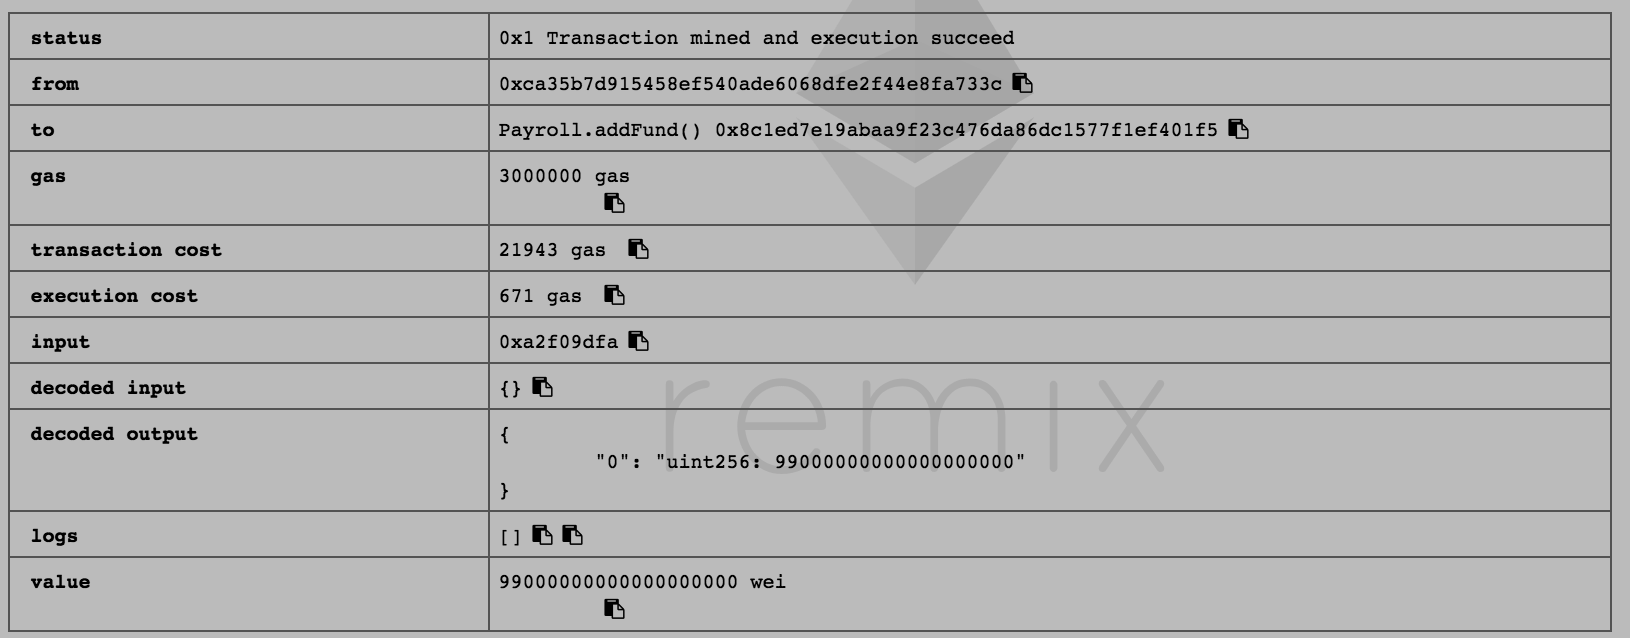 status 0x1 Transaction mined and execution succeed
from 0xca35b7d915458ef540ade6068dfe2f44e8fa733c
to Payroll.addFund() 0x8c1ed7e19abaa9f23c476da86dc1577f1ef401f5
gas 3000000 gas
transaction cost 21943 gas
execution cost 671 gas
input 0xa2f09dfa
decoded input {}
remix
decoded output {
"0": "uint256: 99000000000000000000"
}
logs []
value 99000000000000000000 wei